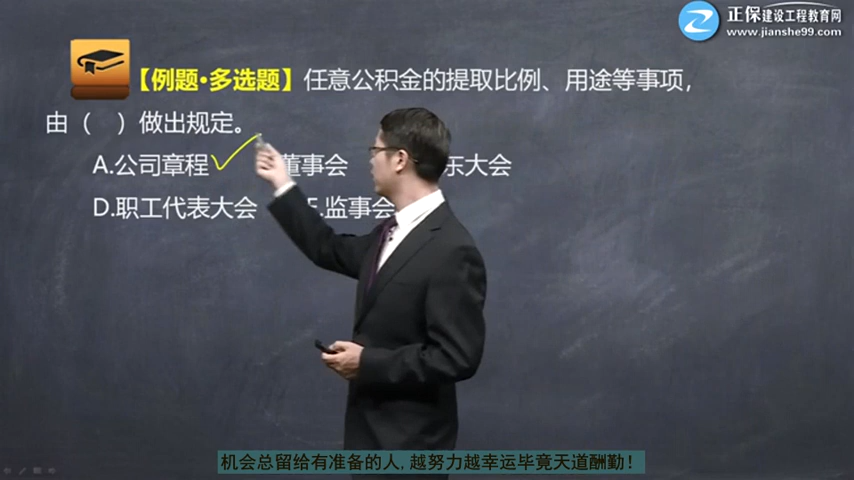 正保建设工程教育网
www.jianshe99.com
【例题•多选题】任意公积金的提取比例、用途等事项，
由（ ）做出规定。
A.公司章程 董事会 东大会
D.职工代表大会 E.监事会
机会总留给有准备的人,越努力越幸运毕竟天道酬勤！